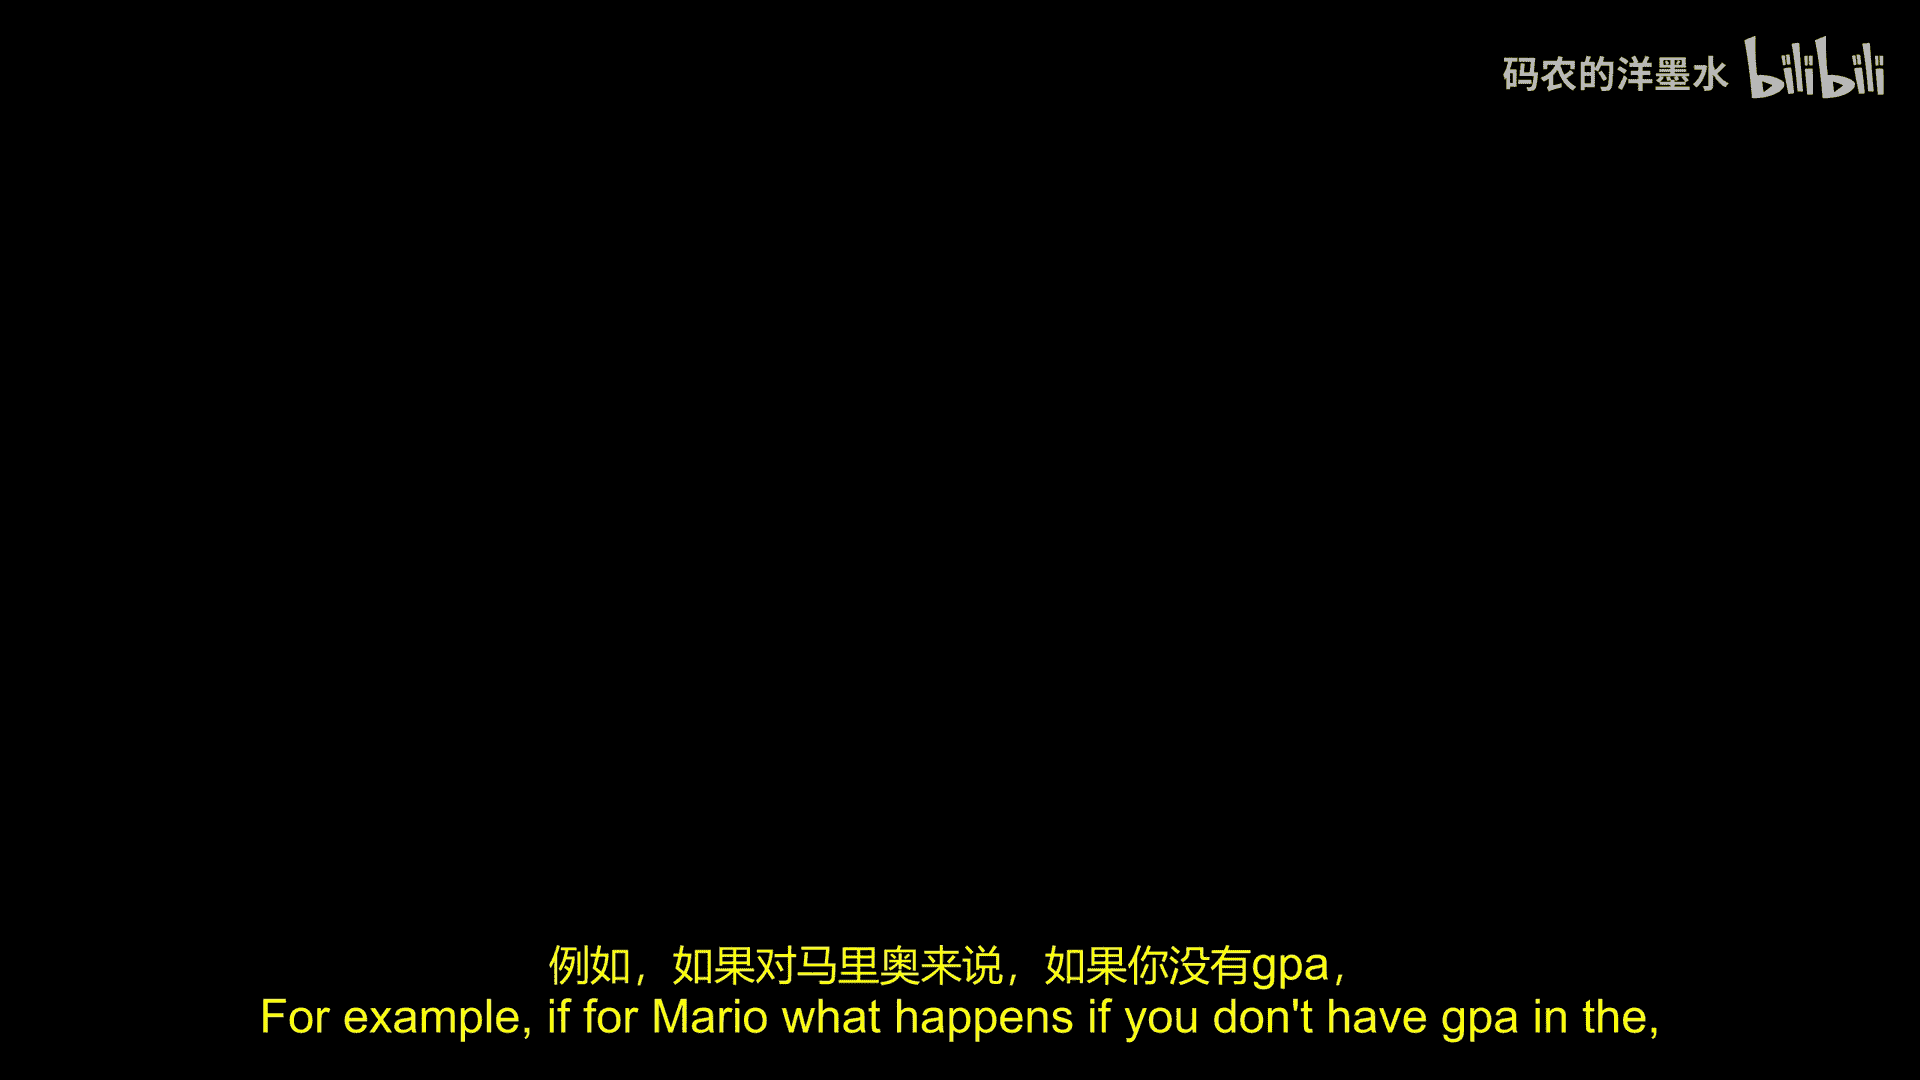 码农的洋墨水 bilibili
例如，如果对马里奥来说，如果你没有gpa，
For example, if for Mario what happens if you don't have gpa in the,